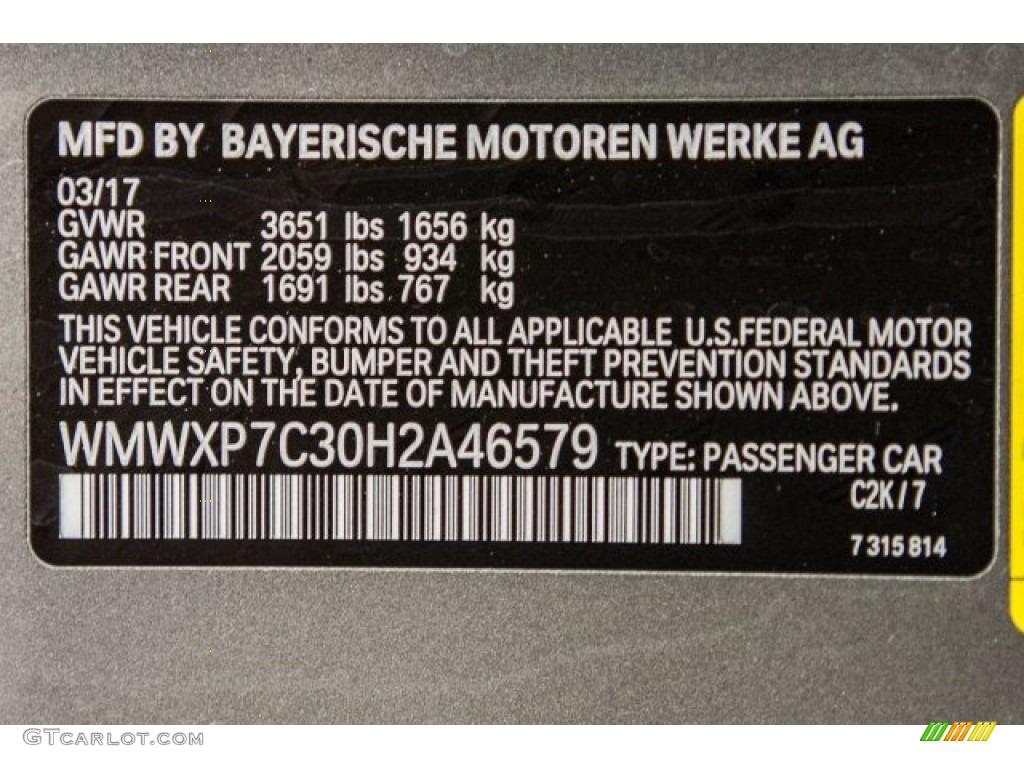 MFD BY BAYERISCHE MOTOREN WERKE AG
03/17
GVWR 3651 lbs 1656 kg
GAWR FRONT 2059 lbs 934 kg
GAWR REAR 1691 lbs 767 kg
THIS VEHICLE CONFORMS TO ALL APPLICABLE U.S.FEDERAL MOTOR
VEHICLE SAFETY, BUMPER AND THEFT PREVENTION STANDARDS
IN EFFECT ON THE DATE OF MANUFACTURE SHOWN ABOVE.
WMWXP7C30H2A46579 TYPE: PASSENGER CAR
C2K/7
7315814
GTCARLOT.COM